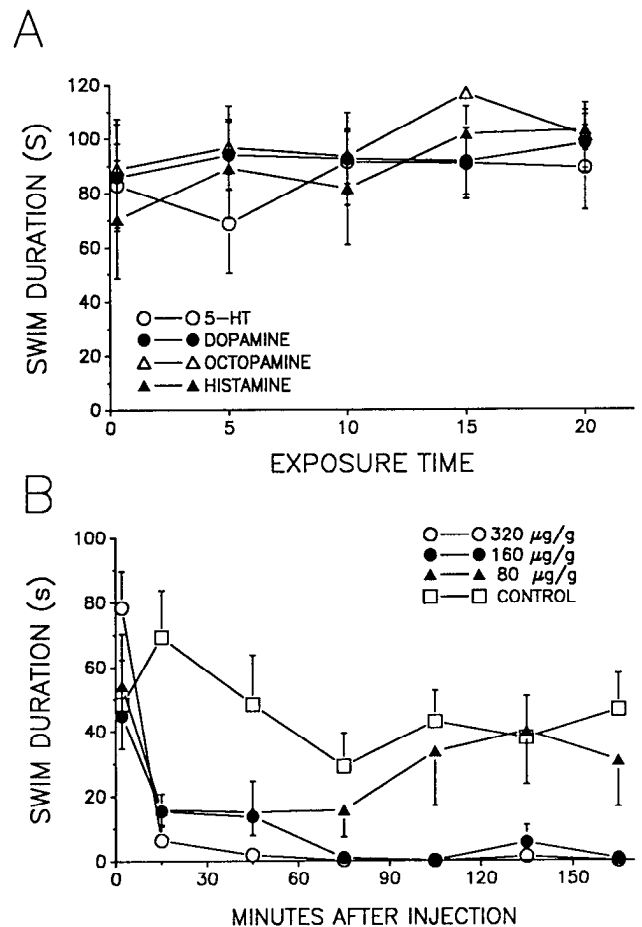 A
SWIM DURATION (S)
120
100
80
60
40
20
0
5-HT
DOPAMINE
OCTOPAMINE
HISTAMINE
0 5 10 15 20
EXPOSURE TIME
B
SWIM DURATION (s)
100
80
60
40
20
0
320 μg/g
160 μg/g
80 μg/g
CONTROL
0 30 60 90 120 150
MINUTES AFTER INJECTION